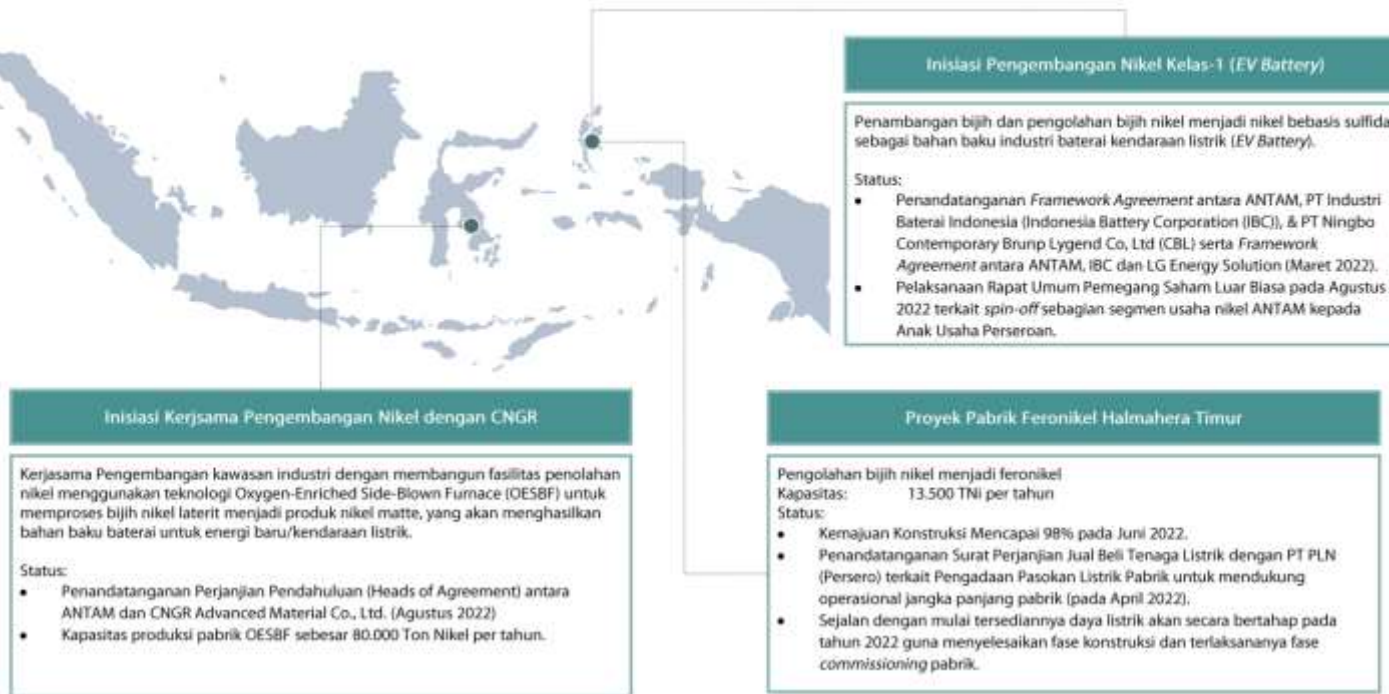 Inisiasi Pengembangan Nikel Kelas-1 (EV Battery)
Penambangan bijih dan pengolahan bijih nikel menjadi nikel bebasis sulfida
sebagai bahan baku industri baterai kendaraan listrik (EV Battery).
Status:
• Penandatanganan Framework Agreement antara ANTAM, PT Industri
Baterai Indonesia (Indonesia Battery Corporation (IBC)), & PT Ningbo
Contemporary Brunp Lygend Co, Ltd (CBL) serta Framework
Agreement antara ANTAM, IBC dan LG Energy Solution (Maret 2022).
• Pelaksanaan Rapat Umum Pemegang Saham Luar Biasa pada Agustus
2022 terkait spin-off sebagian segmen usaha nikel ANTAM kepada
Anak Usaha Perseroan.
Inisiasi Kerjsama Pengembangan Nikel dengan CNGR
Kerjasama Pengembangan kawasan industri dengan membangun fasilitas penolahan
nikel menggunakan teknologi Oxygen-Enriched Side-Blown Furnace (OESBF) untuk
memproses bijih nikel laterit menjadi produk nikel matte, yang akan menghasilkan
bahan baku baterai untuk energi baru/kendaraan listrik.
Status:
• Penandatanganan Perjanjian Pendahuluan (Heads of Agreement) antara
ANTAM dan CNGR Advanced Material Co., Ltd. (Agustus 2022)
• Kapasitas produksi pabrik OESBF sebesar 80.000 Ton Nikel per tahun.
Proyek Pabrik Feronikel Halmahera Timur
Pengolahan bijih nikel menjadi feronikel
Kapasitas: 13.500 TNi per tahun
Status:
• Kemajuan Konstruksi Mencapai 98% pada Juni 2022.
• Penandatanganan Surat Perjanjian Jual Beli Tenaga Listrik dengan PT PLN
(Persero) terkait Pengadaan Pasokan Listrik Pabrik untuk mendukung
operasional jangka panjang pabrik (pada April 2022).
• Sejalan dengan mulai tersediannya daya listrik akan secara bertahap pada
tahun 2022 guna menyelesaikan fase konstruksi dan terlaksananya fase
commissioning pabrik.